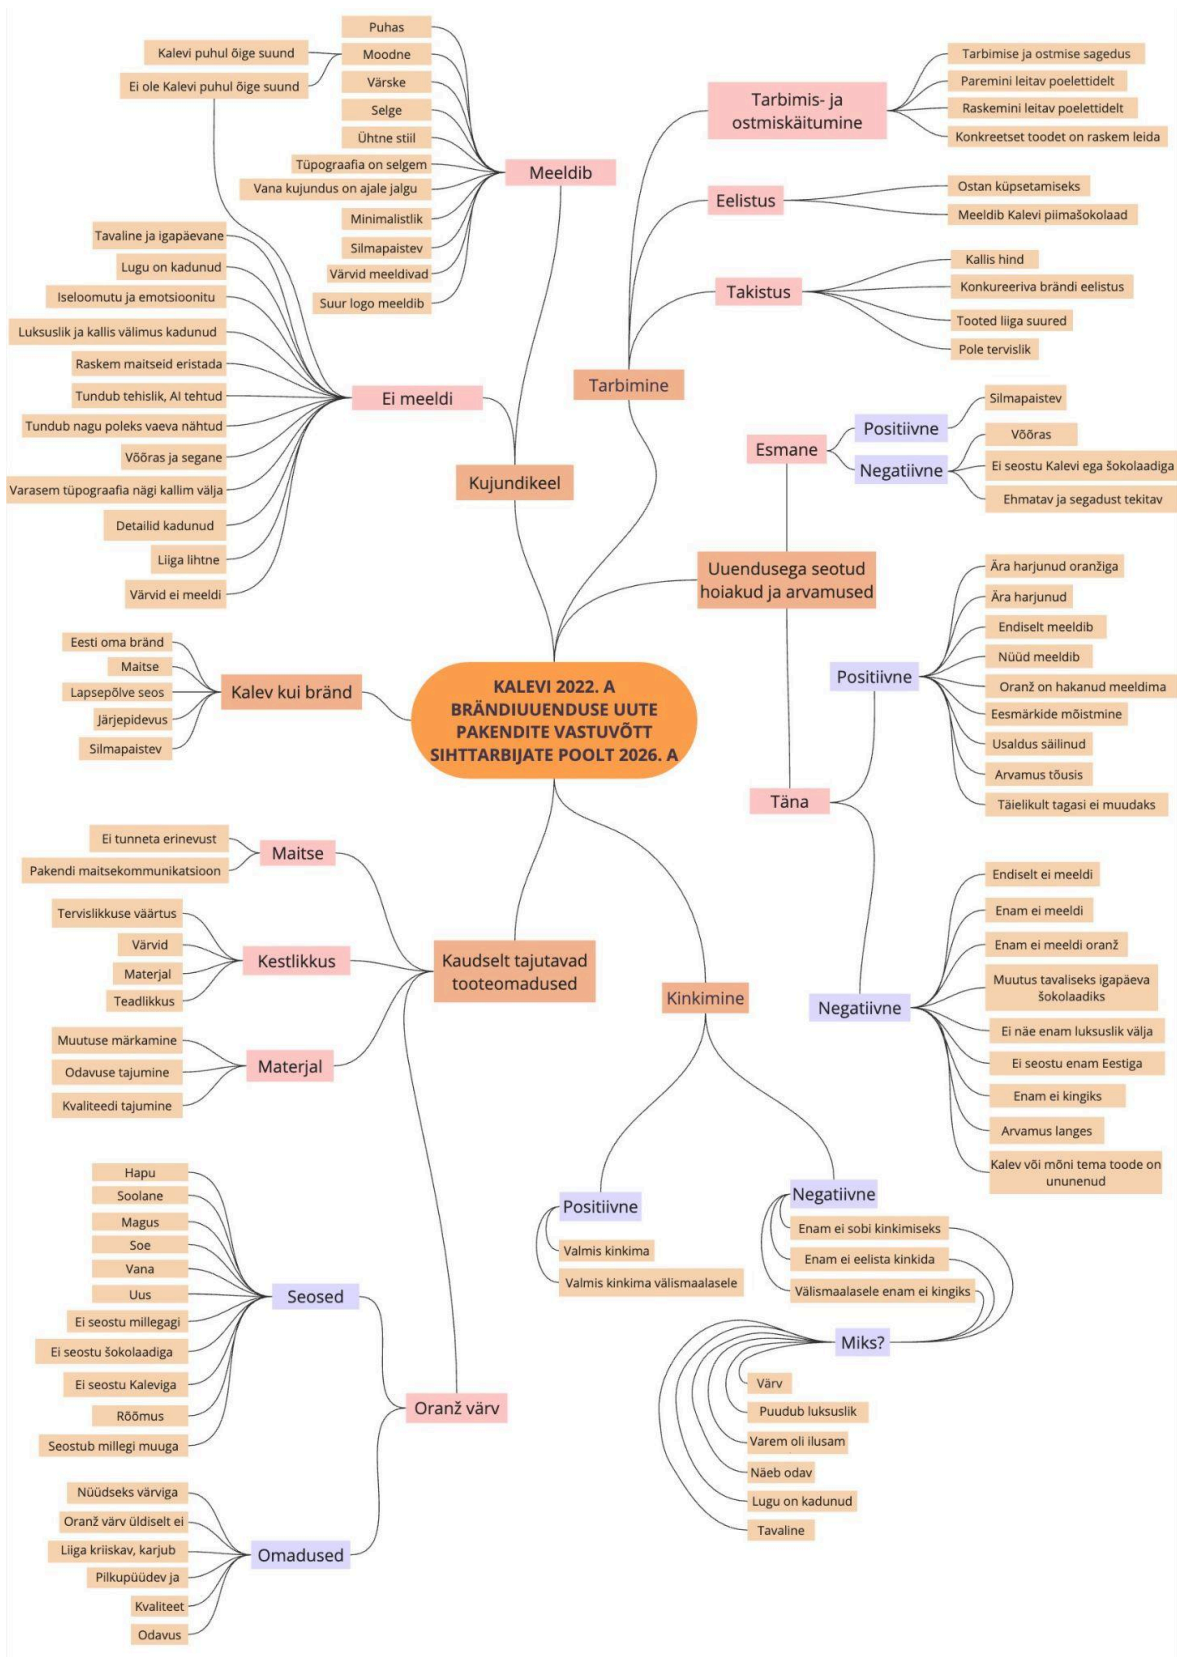 Puhas
Moodne
Värske
Selge
Ühtne stiil
Tüpograafia on selgem
Vana kujundus on ajale jalgu
Minimalistlik
Silmapaistev
Värvid meeldivad
Suur logo meeldib
Kalevi puhul õige suund
Ei ole Kalevi puhul õige suund
Meeldib
Tavaline ja igapäevane
Lugu on kadunud
Iseloomutu ja emotsioonitu
Luksuslik ja kallis välimus kadunud
Raskem maitseid eristada
Tundub tehislik, AI tehtud
Tundub nagu poleks vaeva nähtud
Võõras ja segane
Varasem tüpograafia nägi kallim välja
Detailid kadunud
Liiga lihtne
Värvid ei meeldi
Ei meeldi
Kujundikeel
Tarbimis- ja
ostmiskäitumine
Tarbimise ja ostmise sagedus
Paremini leitav poelettidelt
Raskemini leitav poelettidelt
Konkreetset toodet on raskem leida
Eelistus
Ostan küpsetamiseks
Meeldib Kalevi piimašokolaad
Takistus
Kallis hind
Konkureeriva brändi eelistus
Tooted liiga suured
Pole tervislik
Tarbimine
Esmane
Positiivne
Silmapaistev
Negatiivne
Võõras
Ei seostu Kalevi ega šokolaadiga
Ehmatav ja segadust tekitav
Uuendusega seotud
hoiakud ja arvamused
Täna
Positiivne
Ära harjunud oranžiga
Ära harjunud
Endiselt meeldib
Nüüd meeldib
Oranž on hakanud meeldima
Eesmärkide mõistmine
Usaldus säilinud
Arvamus tõusis
Täielikult tagasi ei muudaks
Negatiivne
Endiselt ei meeldi
Enam ei meeldi
Enam ei meeldi oranž
Muutus tavaliseks igapäeva
šokolaadiks
Ei näe enam luksuslik välja
Ei seostu enam Eestiga
Enam ei kingiks
Arvamus langes
Kalev või mõni tema toode on
ununenud
KALEVI 2022. A
BRÄNDIUUENDUSE UUTE
PAKENDITE VASTUVÕTT
SIHTTARBIJATE POOLT 2026. A
Eesti oma bränd
Maitse
Lapsepõlve seos
Järjepidevus
Silmapaistev
Kalev kui bränd
Ei tunneta erinevust
Pakendi maitsekommunikatsioon
Maitse
Tervislikkuse väärtus
Värvid
Materjal
Teadlikkus
Kestlikkus
Muutuse märkamine
Odavuse tajumine
Kvaliteedi tajumine
Materjal
Kaudselt tajutavad
tooteomadused
Hapu
Soolane
Magus
Soe
Vana
Uus
Ei seostu millegagi
Ei seostu šokolaadiga
Ei seostu Kaleviga
Rõõmus
Seostub millegi muuga
Seosed
Oranž värv
Nüüdseks värviga
Oranž värv üldiselt ei
Liiga kriiskav, karjub
Pilkupüüdev ja
Kvaliteet
Odavus
Omadused
Kinkimine
Positiivne
Valmis kinkima
Valmis kinkima välismaalasele
Negatiivne
Enam ei sobi kinkimiseks
Enam ei eelista kinkida
Välismaalasele enam ei kingiks
Miks?
Värv
Puudub luksuslik
Varem oli ilusam
Näeb odav
Lugu on kadunud
Tavaline